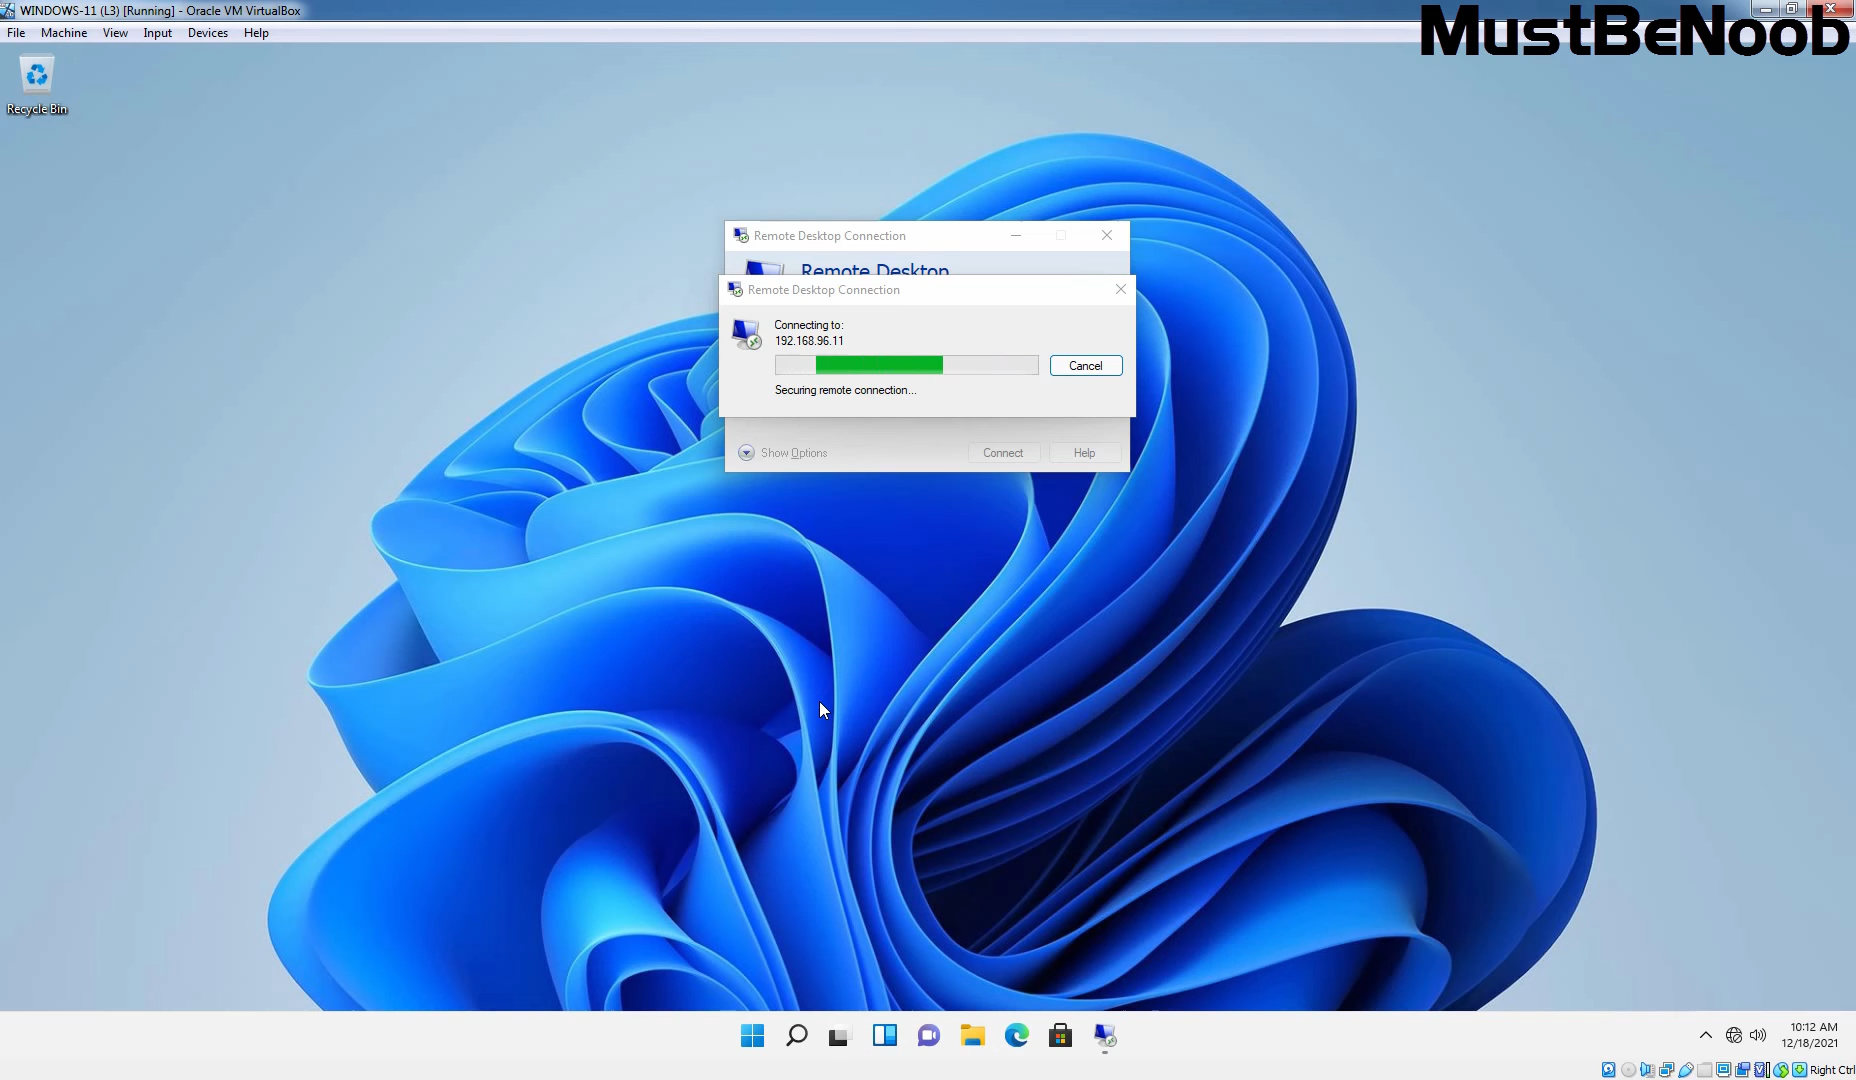 WINDOWS-11 (L3) [Running] - Oracle VM VirtualBox
File Machine View Input Devices Help
MustBeNoob
Recycle Bin
Remote Desktop Connection
Remote Desktop
Remote Desktop Connection
Connecting to:
192.168.96.11
Cancel
Securing remote connection...
Show Options Connect Help
10:12 AM
12/18/2021
Right Ctrl